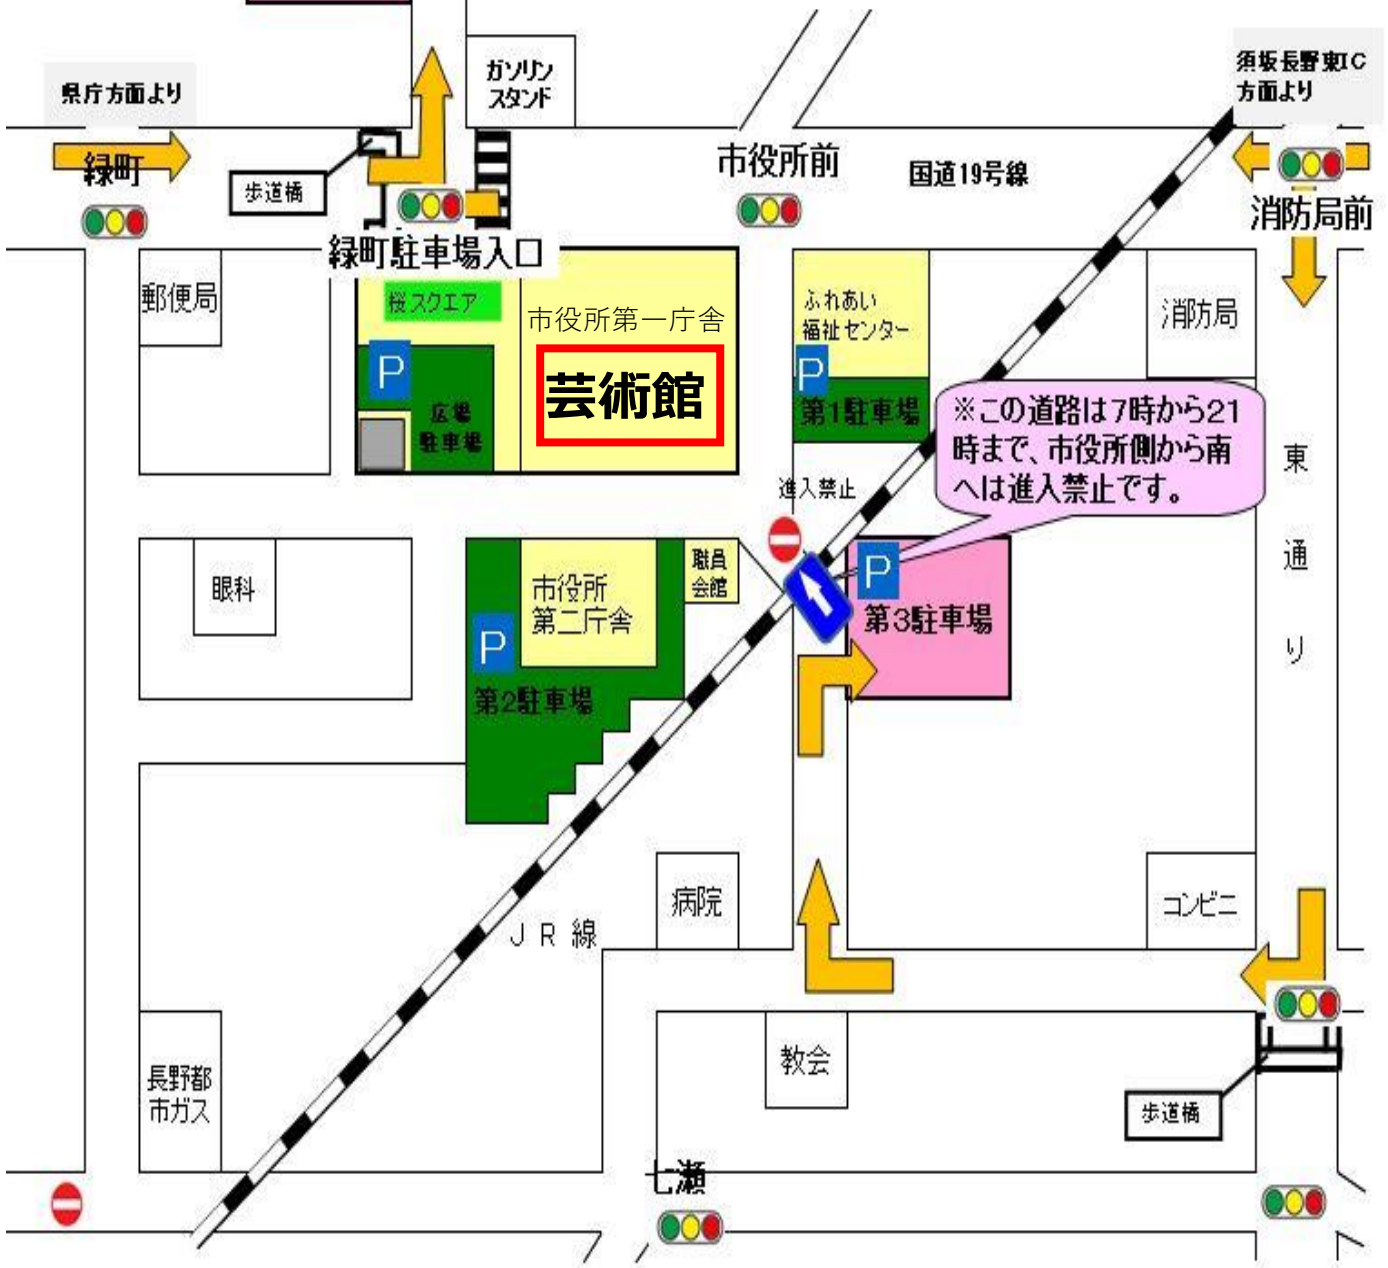 県庁方面より
ガソリン
スタンド
須坂長野東IC
方面より
緑町
歩道橋
市役所前
国道19号線
消防局前
緑町駐車場入口
郵便局
桜スクエア
市役所第一庁舎
芸術館
ふれあい
福祉センター
消防局
P
広場
駐車場
P
第1駐車場
※この道路は7時から21
時まで、市役所側から南
へは進入禁止です。
進入禁止
東通り
眼科
市役所
第二庁舎
職員
会館
P
第2駐車場
P
第3駐車場
病院
コンビニ
JR線
長野都
市ガス
教会
歩道橋
七瀬